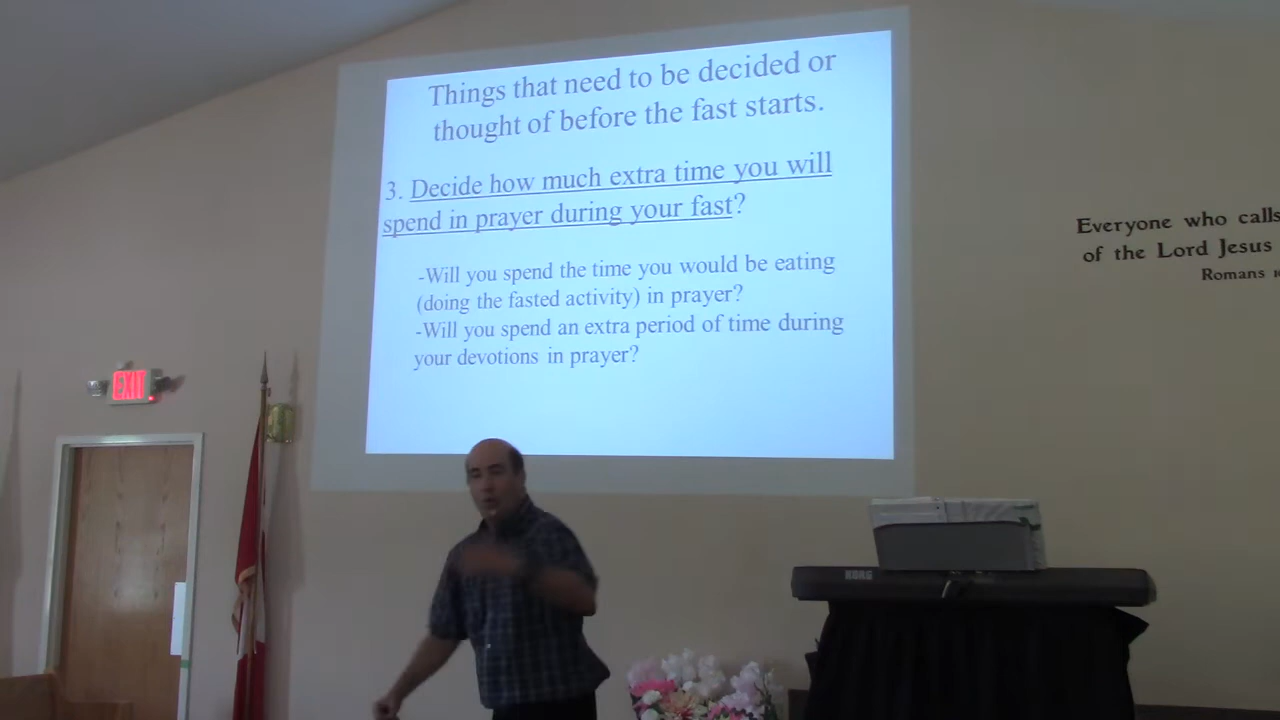 Things that need to be decided or
thought of before the fast starts.
3. Decide how much extra time you will
spend in prayer during your fast?
-Will you spend the time you would be eating
(doing the fasted activity) in prayer?
-Will you spend an extra period of time during
your devotions in prayer?
Everyone who calls
of the Lord Jesus
Romans
EXIT
KORG